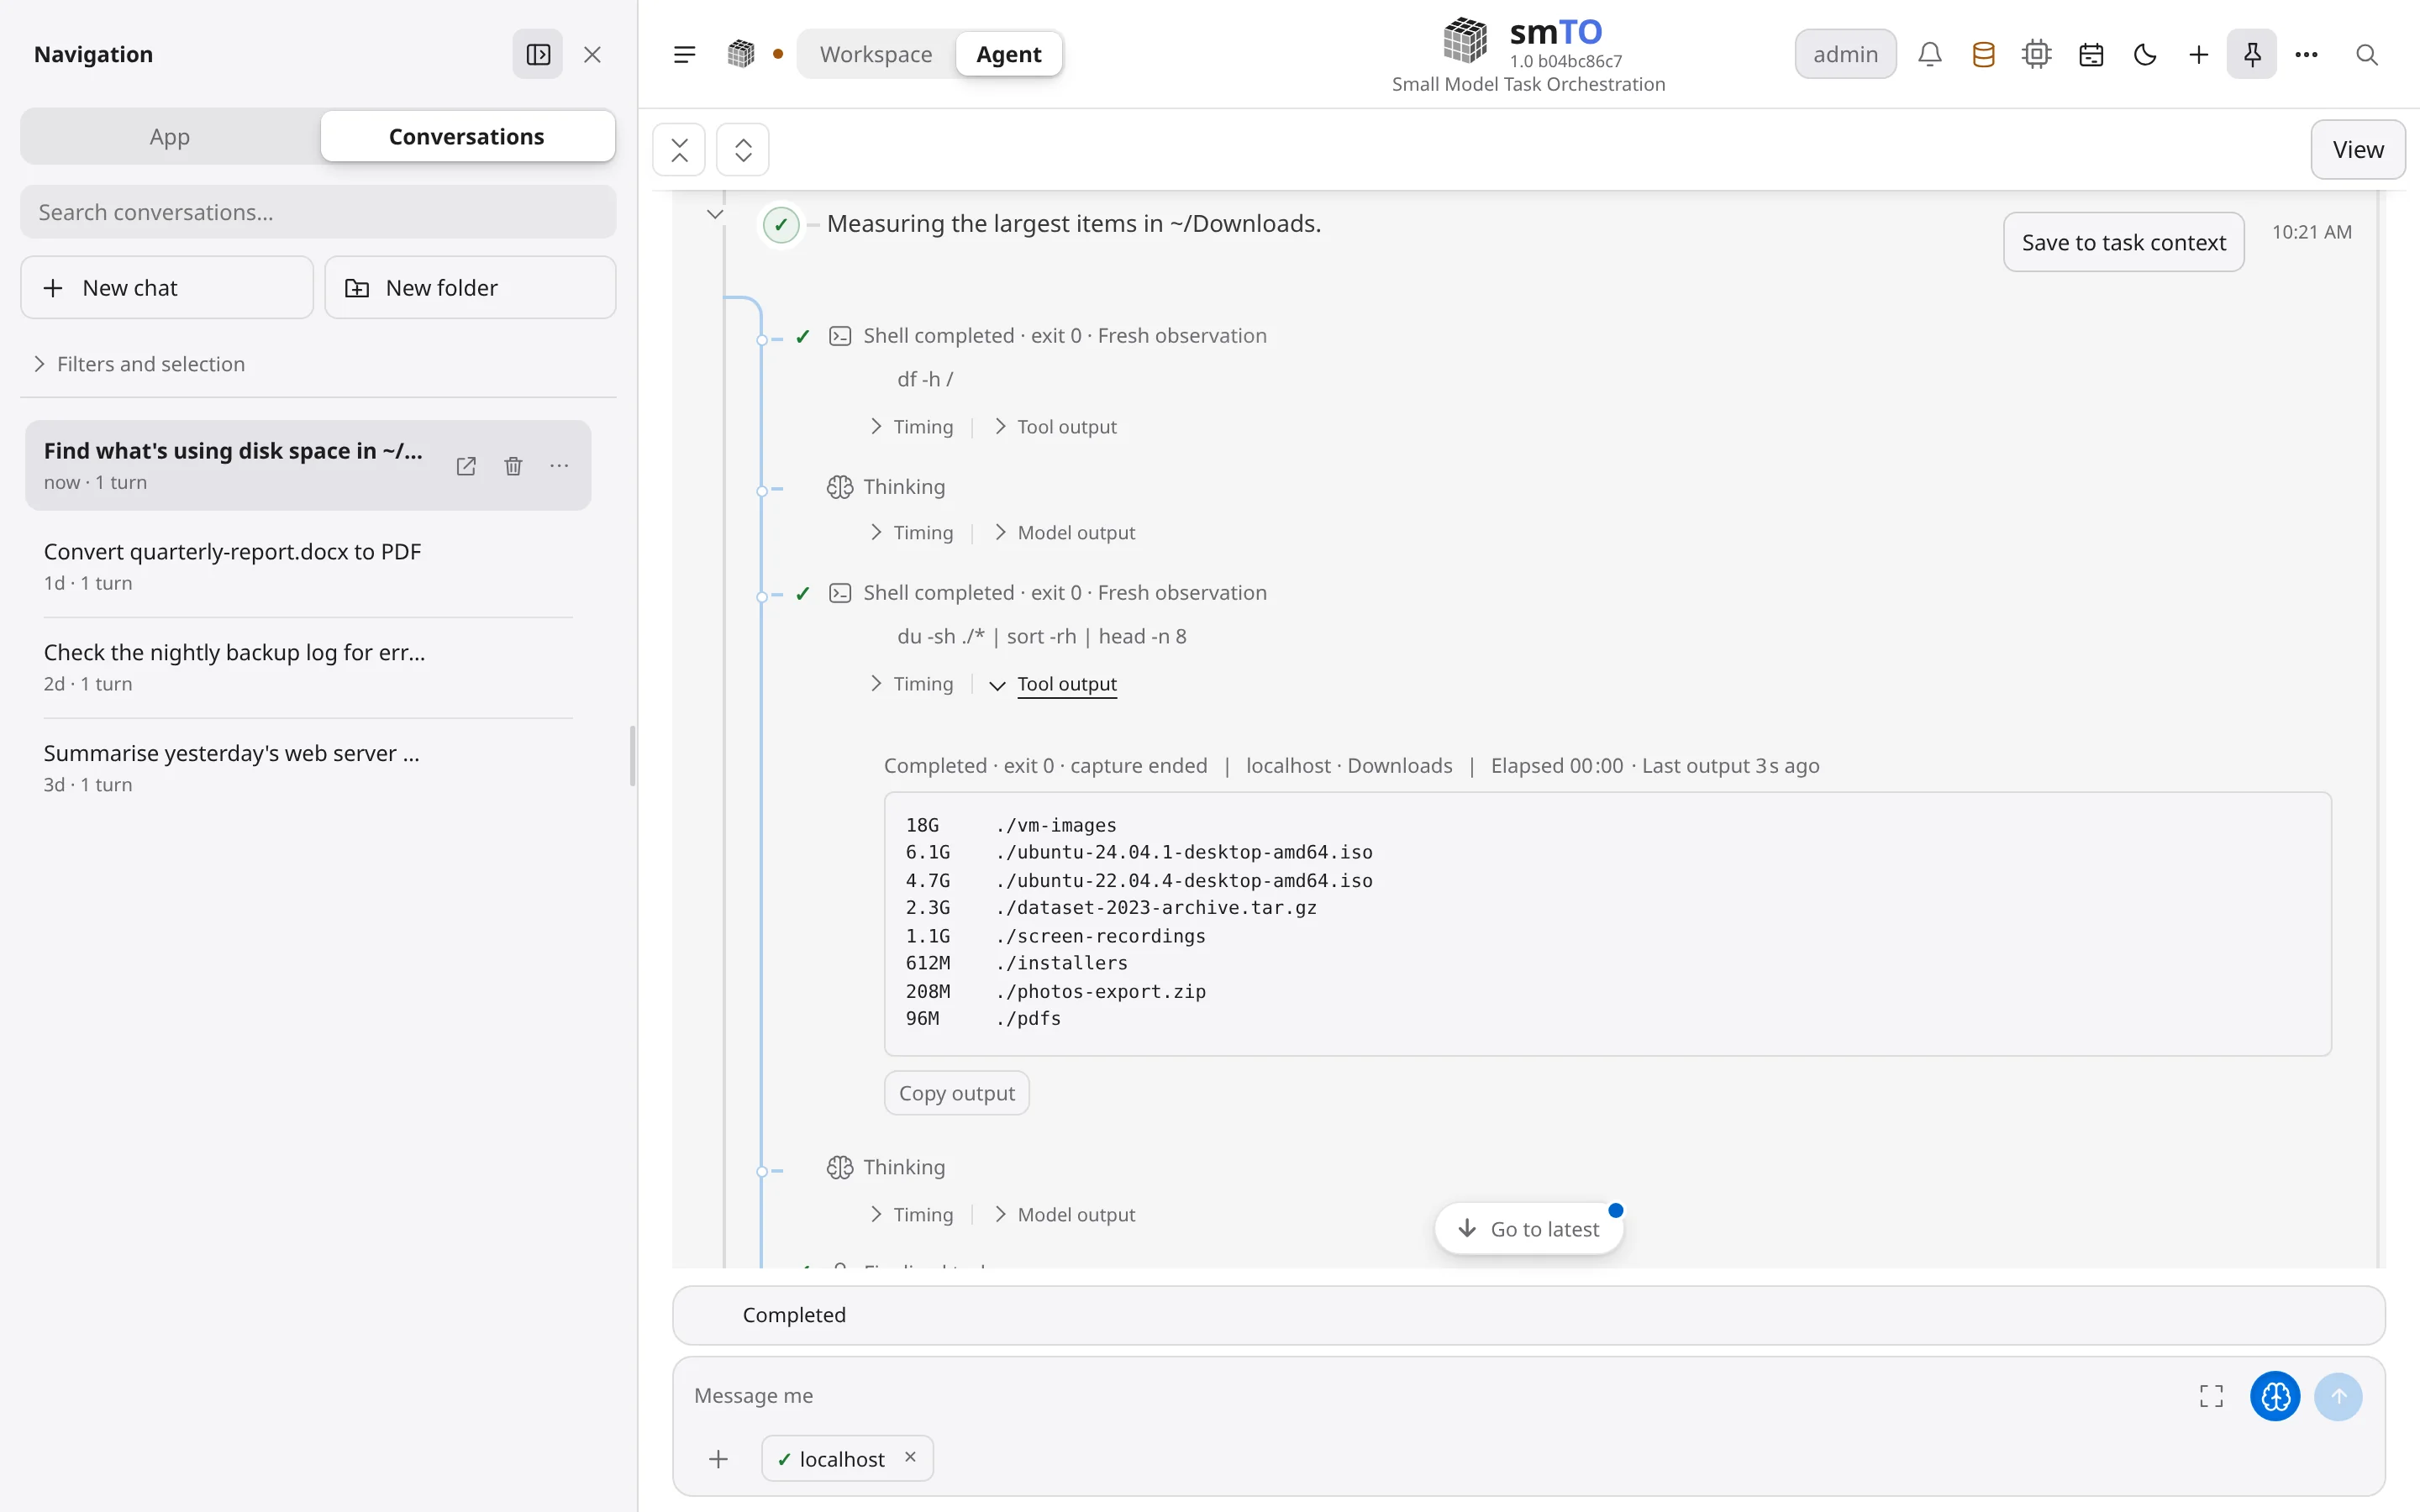 Navigation
App
Conversations
Search conversations...
New chat
New folder
Filters and selection
Find what's using disk space in ~/...
now · 1 turn
Convert quarterly-report.docx to PDF
1d · 1 turn
Check the nightly backup log for err...
2d · 1 turn
Summarise yesterday's web server ...
3d · 1 turn
Workspace
Agent
smTO
1.0 b04bc86c7
Small Model Task Orchestration
admin
View
Measuring the largest items in ~/Downloads.
Save to task context
10:21 AM
Shell completed · exit 0 · Fresh observation
df -h /
Timing | Tool output
Thinking
Timing | Model output
Shell completed · exit 0 · Fresh observation
du -sh ./* | sort -rh | head -n 8
Timing | Tool output
Completed · exit 0 · capture ended | localhost · Downloads | Elapsed 00:00 · Last output 3s ago
18G ./vm-images
6.1G ./ubuntu-24.04.1-desktop-amd64.iso
4.7G ./ubuntu-22.04.4-desktop-amd64.iso
2.3G ./dataset-2023-archive.tar.gz
1.1G ./screen-recordings
612M ./installers
208M ./photos-export.zip
96M ./pdfs
Copy output
Thinking
Timing | Model output
Go to latest
Completed
Message me
localhost